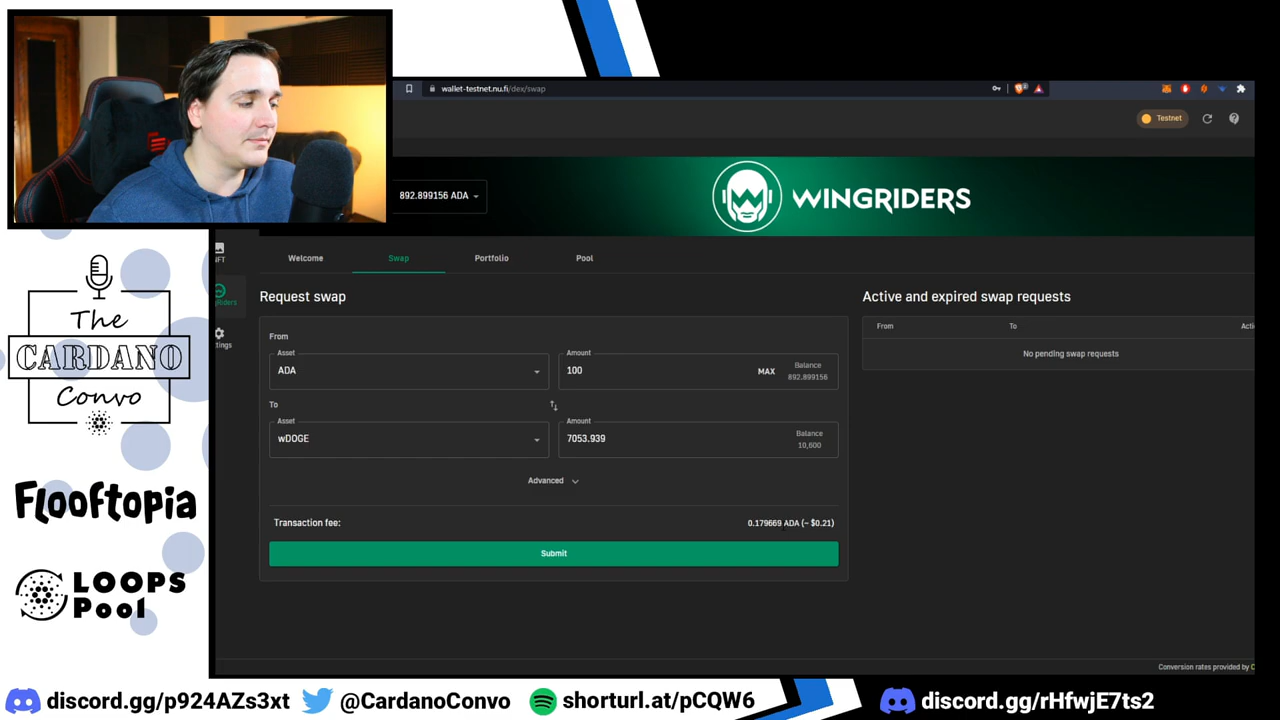 wallet-testnet.nu.fi/dex/swap
Testnet
892.899156 ADA
WINGRIDERS
Welcome
Swap
Portfolio
Pool
Request swap
Active and expired swap requests
From
From
To
Acti
No pending swap requests
Asset
ADA
Amount
100
MAX
Balance
892.899156
To
Asset
wDOGE
Amount
7053.939
Balance
10,600
Advanced
Transaction fee:
0.179669 ADA (~ $0.21)
Submit
Conversion rates provided by C
The
CARDANO
Convo
FLOOFTOPIA
LOOPS
Pool
discord.gg/p924AZs3xt
@CardanoConvo
shorturl.at/pCQW6
discord.gg/rHfwjE7ts2